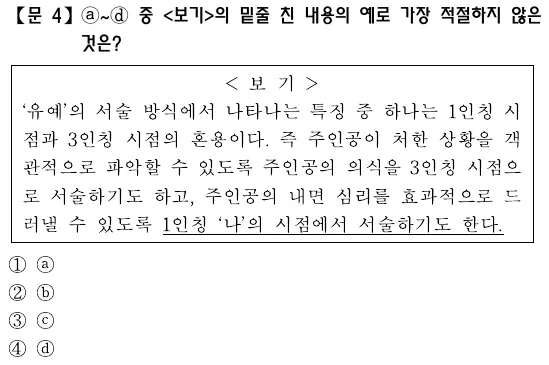 【문 4】ⓐ~ⓓ 중 <보기>의 밑줄 친 내용의 예로 가장 적절하지 않은
것은?
< 보 기 >
‘유예’의 서술 방식에서 나타나는 특징 중 하나는 1인칭 시
점과 3인칭 시점의 혼용이다. 즉 주인공이 처한 상황을 객
관적으로 파악할 수 있도록 주인공의 의식을 3인칭 시점으
로 서술하기도 하고, 주인공의 내면 심리를 효과적으로 드
러낼 수 있도록 1인칭 ‘나’의 시점에서 서술하기도 한다.
① ⓐ
② ⓑ
③ ⓒ
④ ⓓ